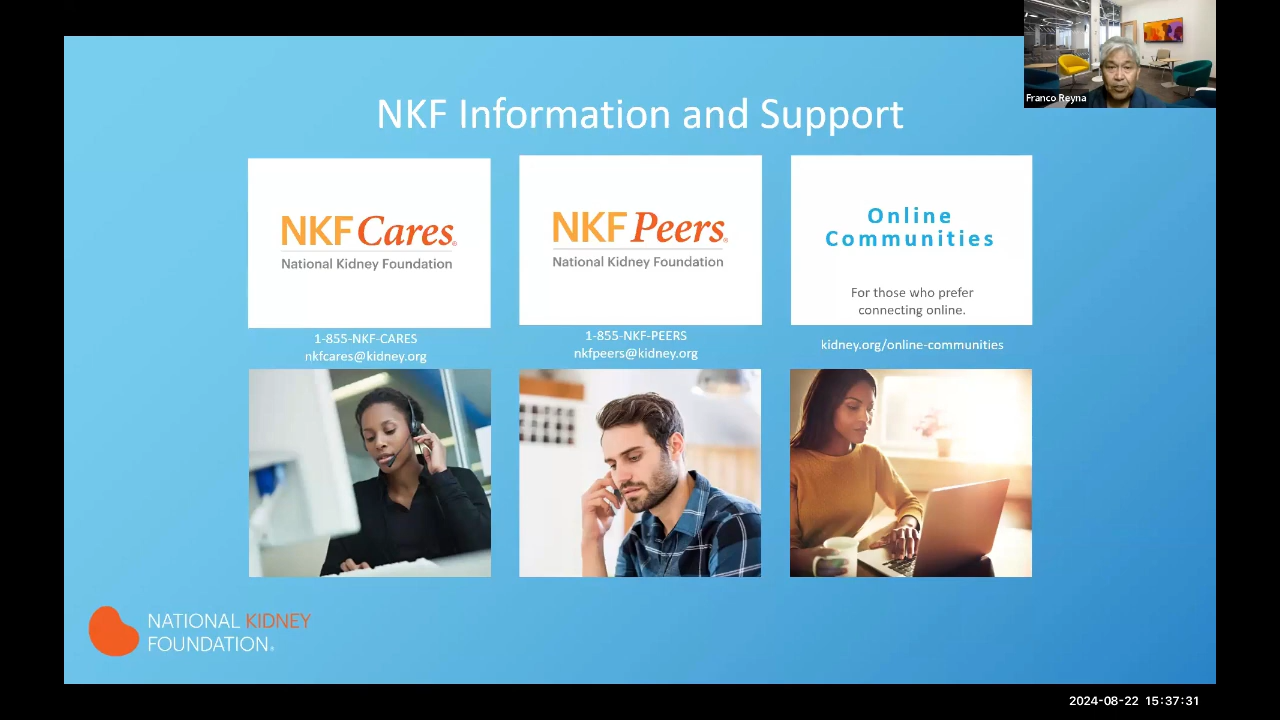 Franco Reyna
NKF Information and Support
NKF Cares®
National Kidney Foundation
1-855-NKF-CARES
nkfcares@kidney.org
NKF Peers®
National Kidney Foundation
1-855-NKF-PEERS
nkfpeers@kidney.org
Online
Communities
For those who prefer
connecting online.
kidney.org/online-communities
NATIONAL KIDNEY
FOUNDATION®
2024-08-22 15:37:31